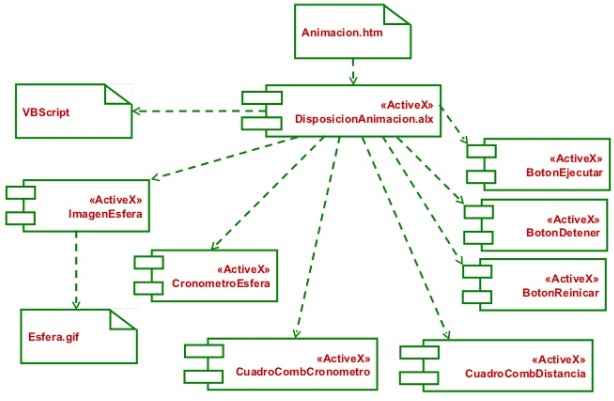 Animacion.htm
VBScript
«ActiveX»
DisposicionAnimacion.alx
«ActiveX»
BotonEjecutar
«ActiveX»
ImagenEsfera
«ActiveX»
BotonDetener
«ActiveX»
CronometroEsfera
«ActiveX»
BotonReinicar
Esfera.gif
«ActiveX»
CuadroCombCronometro
«ActiveX»
CuadroCombDistancia